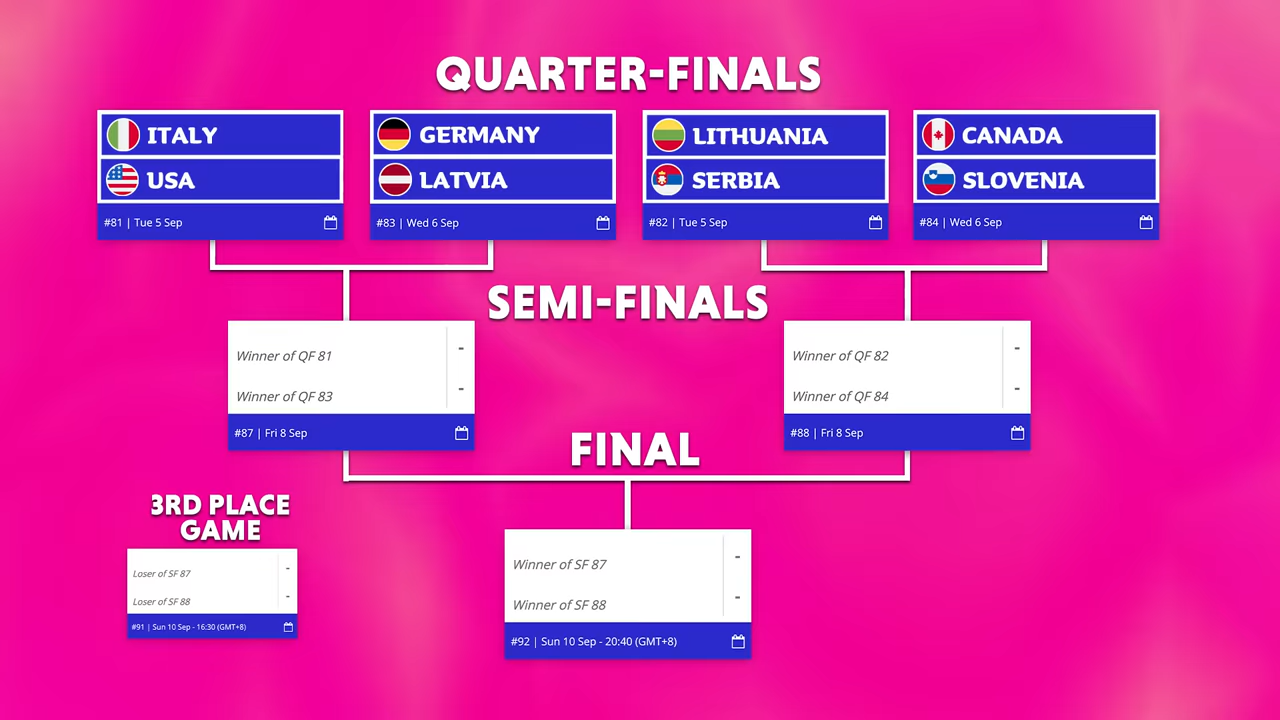 QUARTER-FINALS
ITALY
USA
#81 | Tue 5 Sep
GERMANY
LATVIA
#83 | Wed 6 Sep
LITHUANIA
SERBIA
#82 | Tue 5 Sep
CANADA
SLOVENIA
#84 | Wed 6 Sep
SEMI-FINALS
Winner of QF 81
-
Winner of QF 83
-
#87 | Fri 8 Sep
Winner of QF 82
-
Winner of QF 84
-
#88 | Fri 8 Sep
FINAL
Winner of SF 87
-
Winner of SF 88
-
#92 | Sun 10 Sep - 20:40 (GMT+8)
3RD PLACE
GAME
Loser of SF 87
-
Loser of SF 88
-
#91 | Sun 10 Sep - 16:30 (GMT+8)